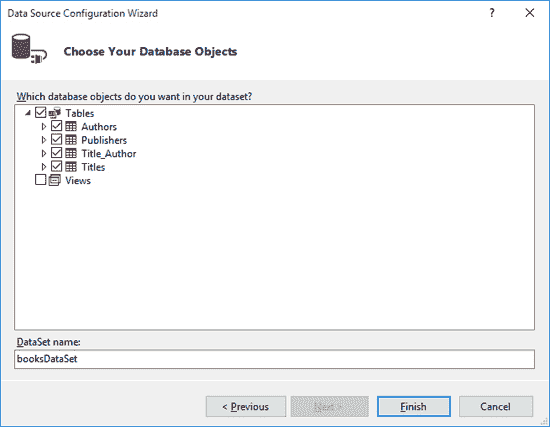 Data Source Configuration Wizard
Choose Your Database Objects
Which database objects do you want in your dataset?
Tables
Authors
Publishers
Title_Author
Titles
Views
DataSet name:
booksDataSet
< Previous Next > Finish Cancel